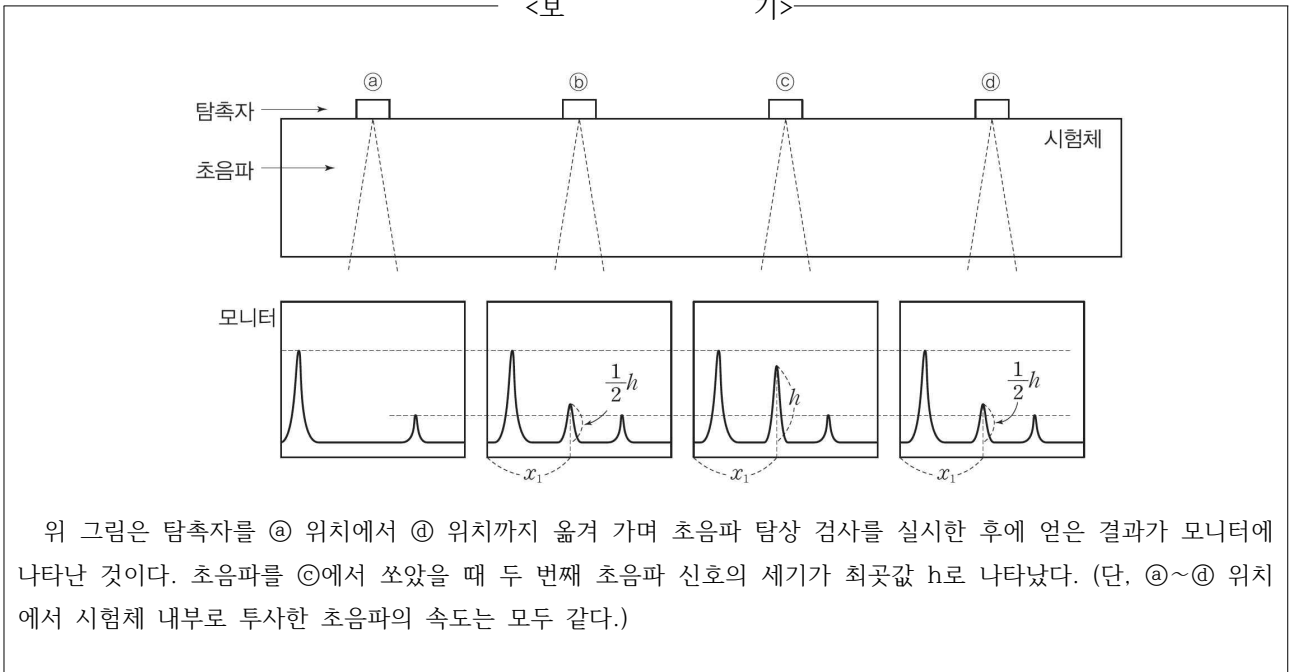 <보 기>
ⓐ ⓑ ⓒ ⓓ
탐촉자
시험체
초음파
모니터
1/2 h h 1/2 h
x₁ x₁ x₁
위 그림은 탐촉자를 ⓐ 위치에서 ⓓ 위치까지 옮겨 가며 초음파 탐상 검사를 실시한 후에 얻은 결과가 모니터에
나타난 것이다. 초음파를 ⓒ에서 쏘았을 때 두 번째 초음파 신호의 세기가 최곳값 h로 나타났다. (단, ⓐ～ⓓ 위치
에서 시험체 내부로 투사한 초음파의 속도는 모두 같다.)